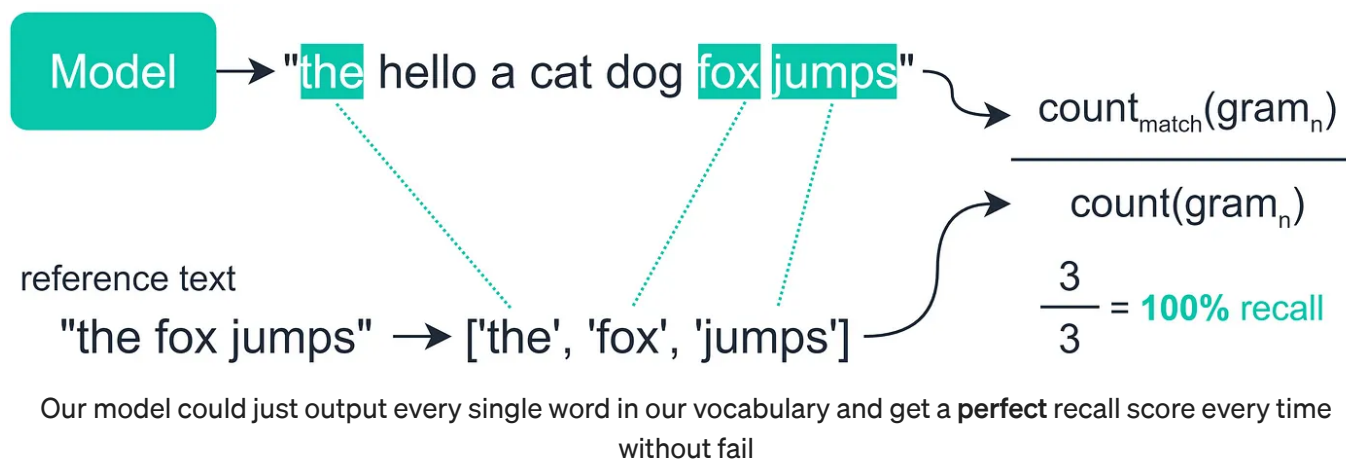 Model
"the hello a cat dog fox jumps"
count_match(gram_n)
count(gram_n)
reference text
"the fox jumps"
['the', 'fox', 'jumps']
3
3
= 100% recall
Our model could just output every single word in our vocabulary and get a perfect recall score every time
without fail